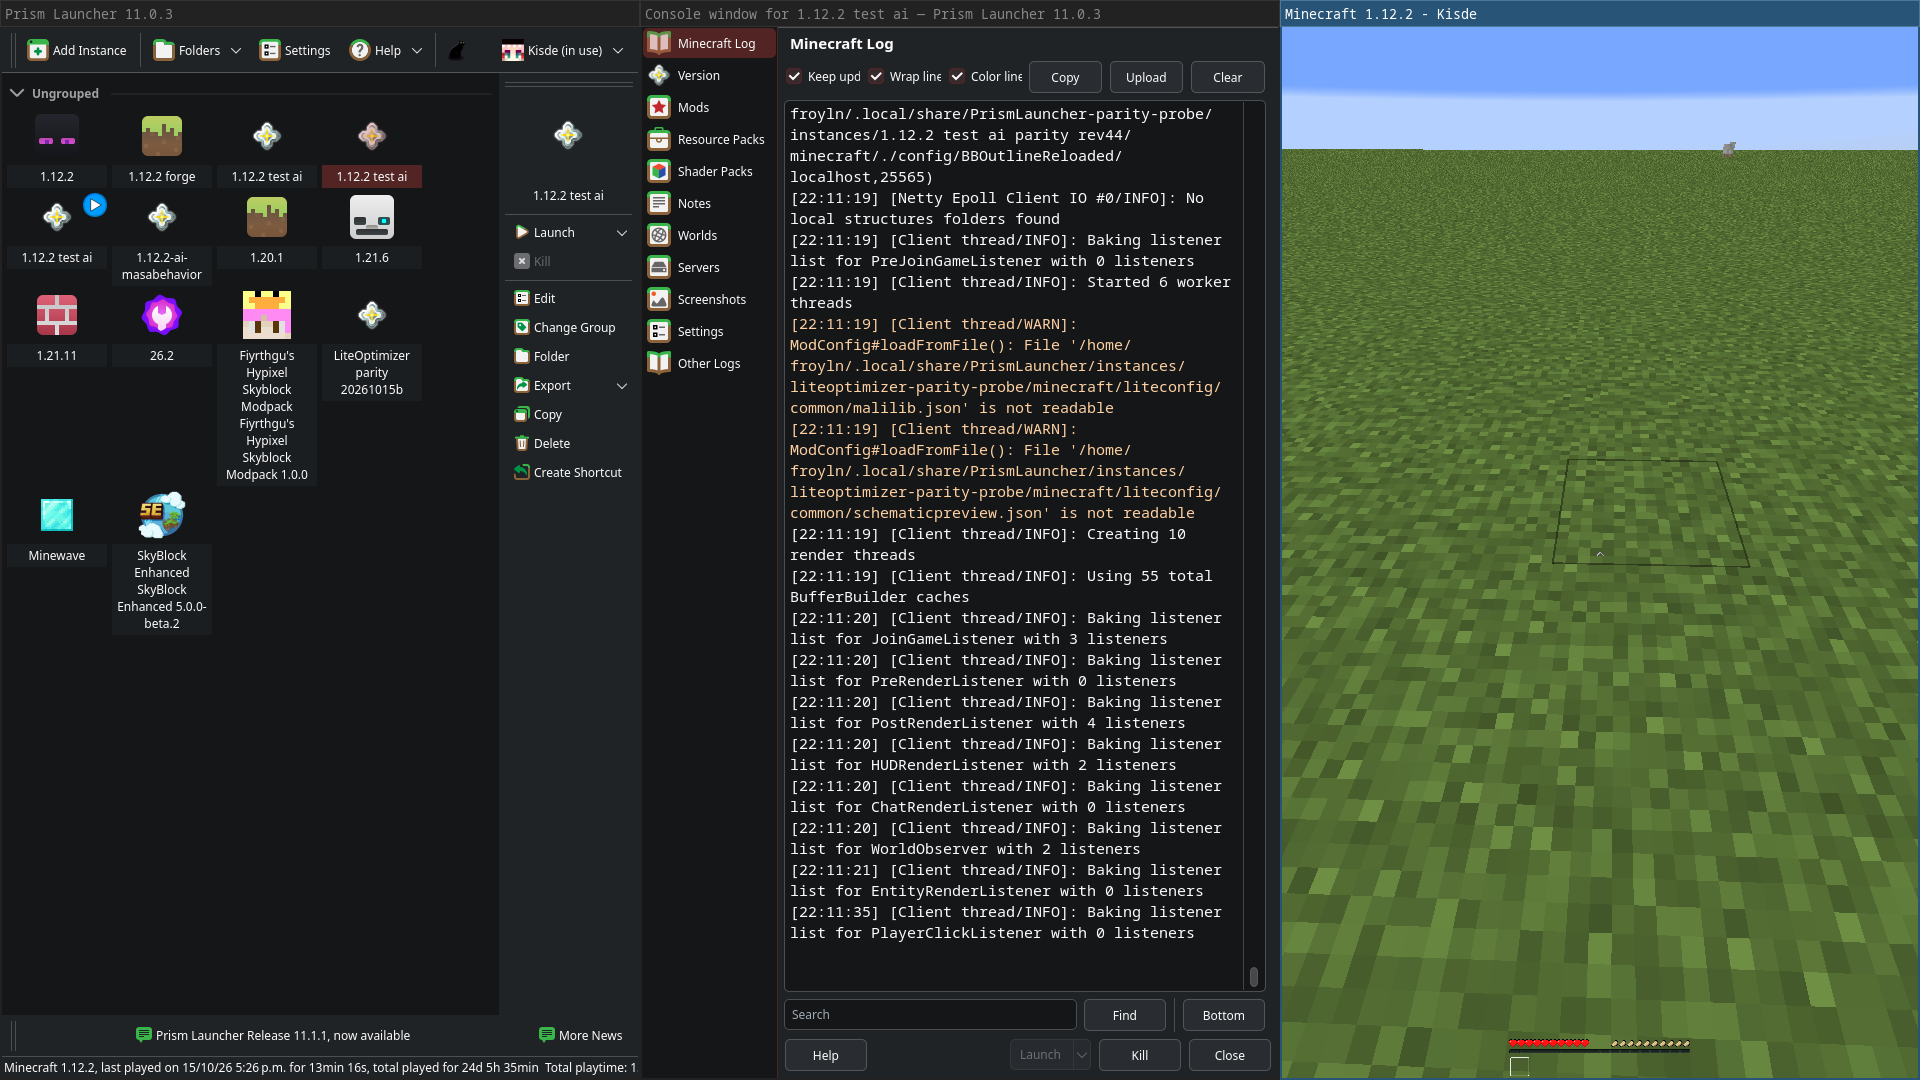 Prism Launcher 11.0.3
Add Instance
Folders
Settings
Help
Kisde (in use)
Ungrouped
1.12.2
1.12.2 forge
1.12.2 test ai
1.12.2 test ai
1.12.2 test ai
1.12.2-ai-
masabehavior
1.20.1
1.21.6
1.21.11
26.2
Fiyrthgu's
Hypixel
Skyblock
Modpack
Fiyrthgu's
Hypixel
Skyblock
Modpack 1.0.0
LiteOptimizer
parity
20261015b
Minewave
SE
SkyBlock
Enhanced
SkyBlock
Enhanced 5.0.0-
beta.2
1.12.2 test ai
Launch
Kill
Edit
Change Group
Folder
Export
Copy
Delete
Create Shortcut
Prism Launcher Release 11.1.1, now available
More News
Minecraft 1.12.2, last played on 15/10/26 5:26 p.m. for 13min 16s, total played for 24d 5h 35min
Total playtime: 1
Console window for 1.12.2 test ai — Prism Launcher 11.0.3
Minecraft Log
Version
Mods
Resource Packs
Shader Packs
Notes
Worlds
Servers
Screenshots
Settings
Other Logs
Minecraft Log
Keep upd
Wrap line
Color line
Copy
Upload
Clear
froyln/.local/share/PrismLauncher-parity-probe/
instances/1.12.2 test ai parity rev44/
minecraft/./config/BBOutlineReloaded/
localhost,25565)
[22:11:19] [Netty Epoll Client IO #0/INFO]: No
local structures folders found
[22:11:19] [Client thread/INFO]: Baking listener
list for PreJoinGameListener with 0 listeners
[22:11:19] [Client thread/INFO]: Started 6 worker
threads
[22:11:19] [Client thread/WARN]:
ModConfig#loadFromFile(): File '/home/
froyln/.local/share/PrismLauncher/instances/
liteoptimizer-parity-probe/minecraft/liteconfig/
common/malilib.json' is not readable
[22:11:19] [Client thread/WARN]:
ModConfig#loadFromFile(): File '/home/
froyln/.local/share/PrismLauncher/instances/
liteoptimizer-parity-probe/minecraft/liteconfig/
common/schematicpreview.json' is not readable
[22:11:19] [Client thread/INFO]: Creating 10
render threads
[22:11:19] [Client thread/INFO]: Using 55 total
BufferBuilder caches
[22:11:20] [Client thread/INFO]: Baking listener
list for JoinGameListener with 3 listeners
[22:11:20] [Client thread/INFO]: Baking listener
list for PreRenderListener with 0 listeners
[22:11:20] [Client thread/INFO]: Baking listener
list for PostRenderListener with 4 listeners
[22:11:20] [Client thread/INFO]: Baking listener
list for HUDRenderListener with 2 listeners
[22:11:20] [Client thread/INFO]: Baking listener
list for ChatRenderListener with 0 listeners
[22:11:20] [Client thread/INFO]: Baking listener
list for WorldObserver with 2 listeners
[22:11:21] [Client thread/INFO]: Baking listener
list for EntityRenderListener with 0 listeners
[22:11:35] [Client thread/INFO]: Baking listener
list for PlayerClickListener with 0 listeners
Search
Find
Bottom
Help
Launch
Kill
Close
Minecraft 1.12.2 - Kisde